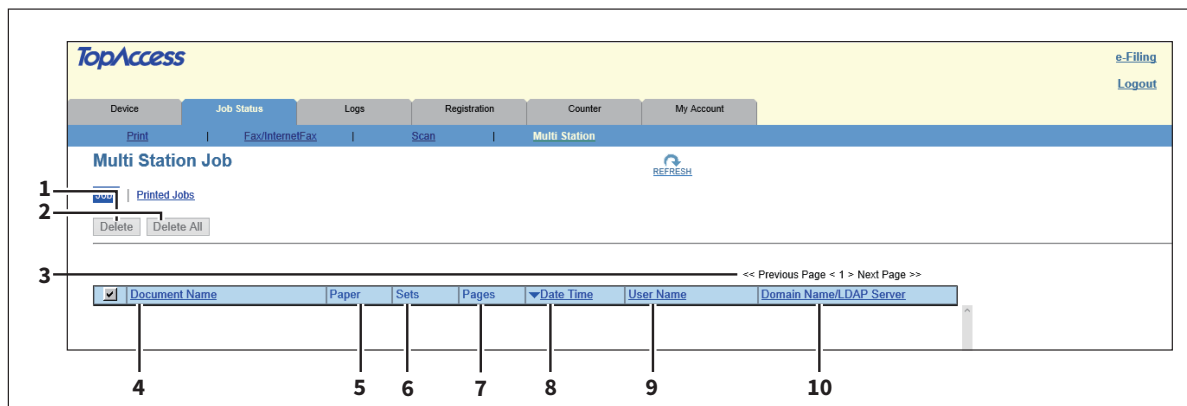 TopAccess
e-Filing
Logout
Device Job Status Logs Registration Counter My Account
Print | Fax/InternetFax | Scan | Multi Station
Multi Station Job
REFRESH
1
Job | Printed Jobs
2
Delete Delete All
3
<< Previous Page < 1 > Next Page >>
Document Name Paper Sets Pages ▼Date Time User Name Domain Name/LDAP Server
4 5 6 7 8 9 10